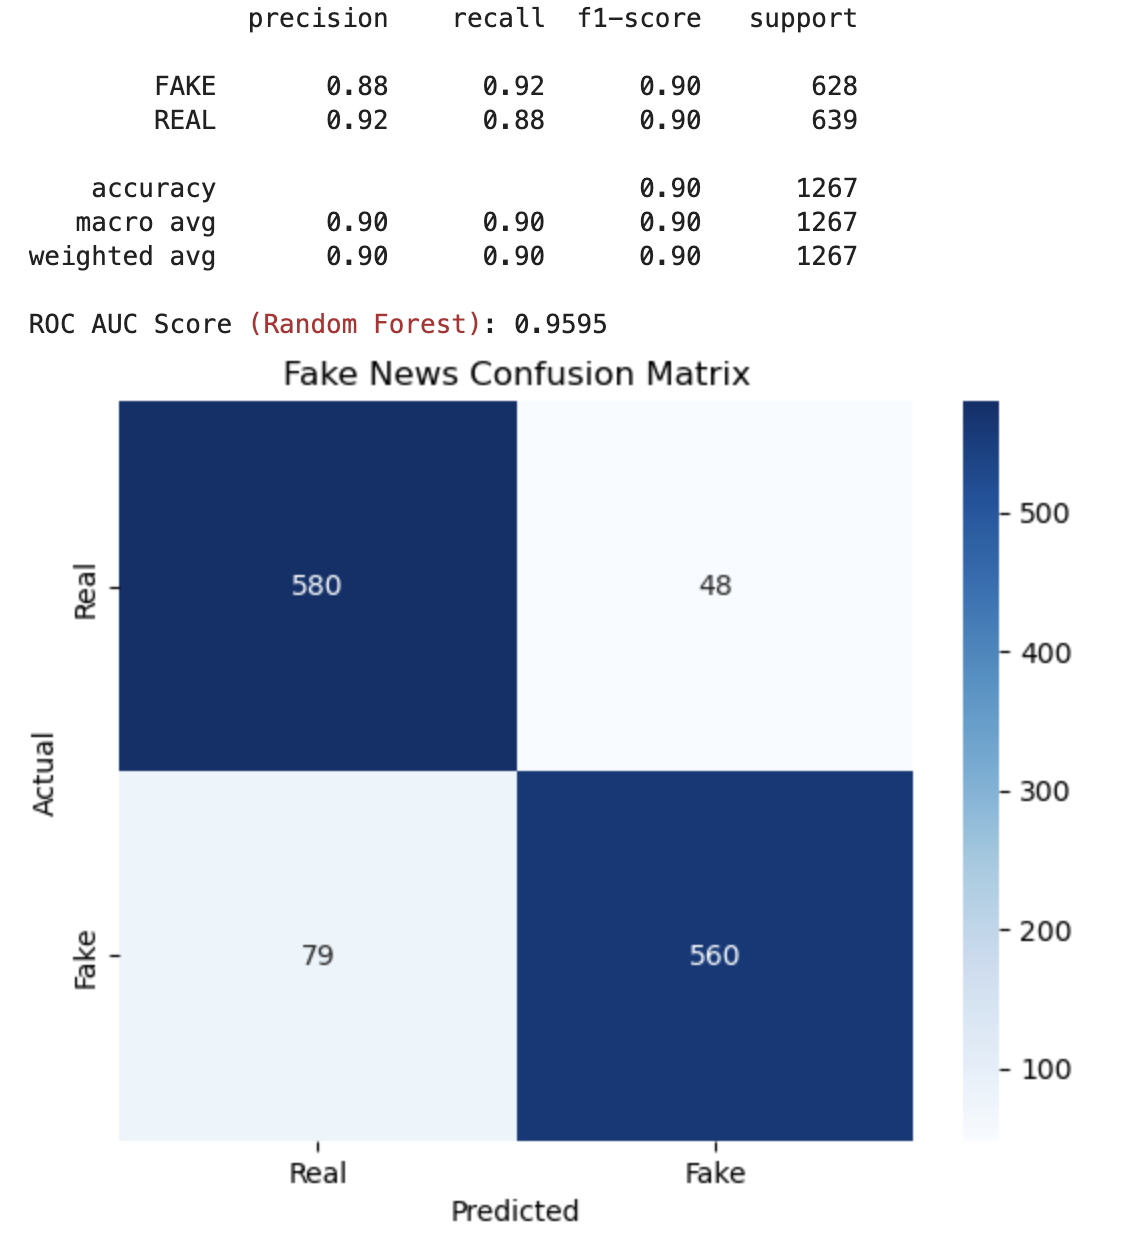 precision recall f1-score support
FAKE 0.88 0.92 0.90 628
REAL 0.92 0.88 0.90 639
accuracy 0.90 1267
macro avg 0.90 0.90 0.90 1267
weighted avg 0.90 0.90 0.90 1267
ROC AUC Score (Random Forest): 0.9595
Fake News Confusion Matrix
Actual
Real
580 48
Fake
79 560
Real Fake
Predicted
500
400
300
200
100